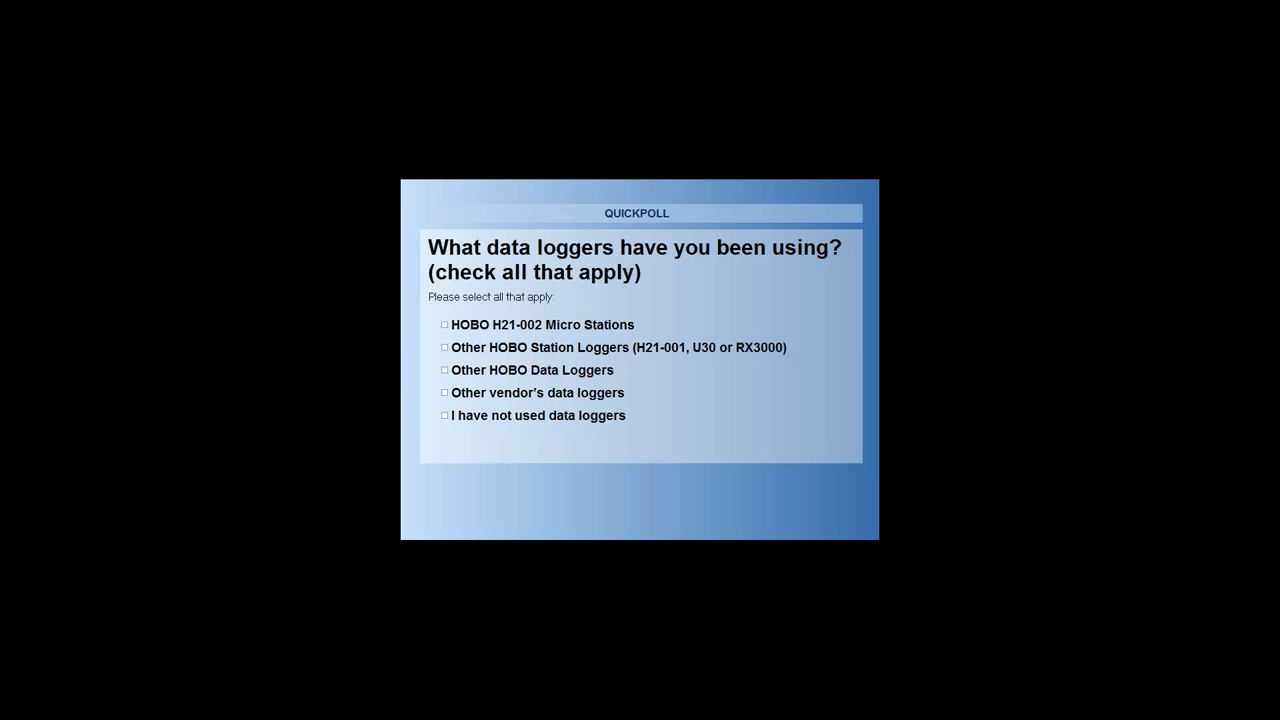 QUICKPOLL
What data loggers have you been using?
(check all that apply)
Please select all that apply:
HOBO H21-002 Micro Stations
Other HOBO Station Loggers (H21-001, U30 or RX3000)
Other HOBO Data Loggers
Other vendor’s data loggers
I have not used data loggers